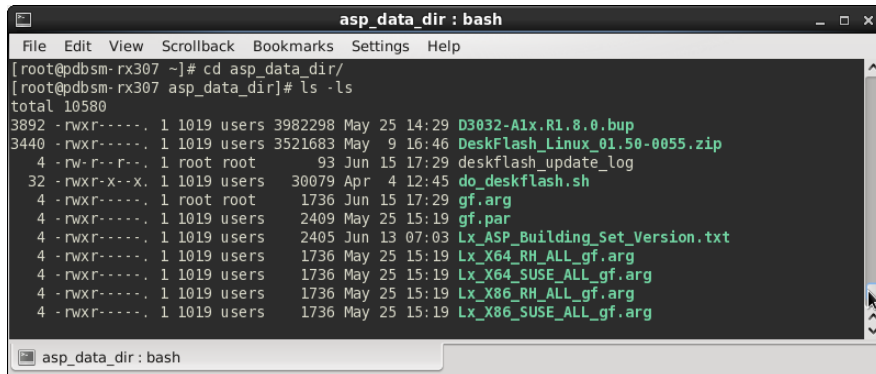 asp_data_dir : bash
File Edit View Scrollback Bookmarks Settings Help
[root@pdbsm-rx307 ~]# cd asp_data_dir/
[root@pdbsm-rx307 asp_data_dir]# ls -ls
total 10580
3892 -rwxr-----. 1 1019 users 3982298 May 25 14:29 D3032-A1x.R1.8.0.bup
3440 -rwxr-----. 1 1019 users 3521683 May  9 16:46 DeskFlash_Linux_01.50-0055.zip
   4 -rw-r--r--. 1 root root       93 Jun 15 17:29 deskflash_update_log
  32 -rwxr-x--x. 1 1019 users   30079 Apr  4 12:45 do_deskflash.sh
   4 -rwxr-----. 1 root root     1736 Jun 15 17:29 gf.arg
   4 -rwxr-----. 1 1019 users    2409 May 25 15:19 gf.par
   4 -rwxr-----. 1 1019 users    2405 Jun 13 07:03 Lx_ASP_Building_Set_Version.txt
   4 -rwxr-----. 1 1019 users    1736 May 25 15:19 Lx_X64_RH_ALL_gf.arg
   4 -rwxr-----. 1 1019 users    1736 May 25 15:19 Lx_X64_SUSE_ALL_gf.arg
   4 -rwxr-----. 1 1019 users    1736 May 25 15:19 Lx_X86_RH_ALL_gf.arg
   4 -rwxr-----. 1 1019 users    1736 May 25 15:19 Lx_X86_SUSE_ALL_gf.arg
asp_data_dir : bash